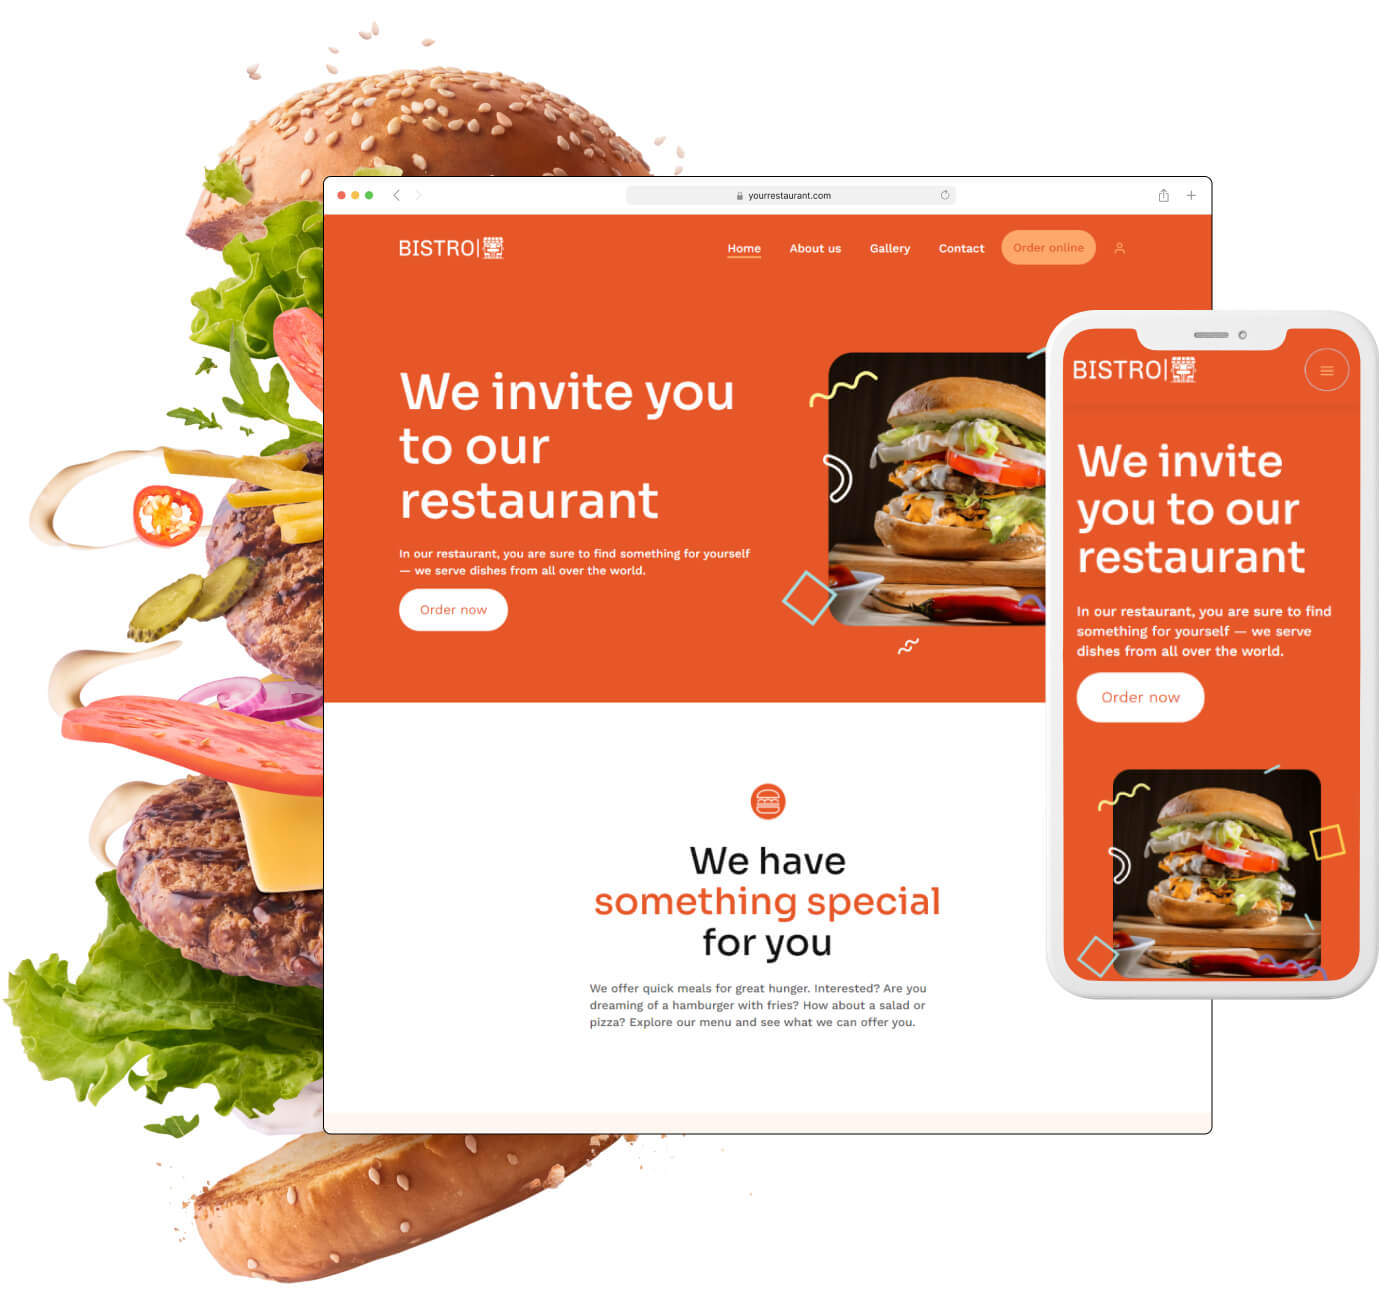 yourrestaurant.com
BISTRO
Home About us Gallery Contact Order online
We invite you
to our
restaurant
In our restaurant, you are sure to find something for yourself
— we serve dishes from all over the world.
Order now
We have
something special
for you
We offer quick meals for great hunger. Interested? Are you
dreaming of a hamburger with fries? How about a salad or
pizza? Explore our menu and see what we can offer you.
BISTRO
We invite
you to our
restaurant
In our restaurant, you are sure to find
something for yourself — we serve
dishes from all over the world.
Order now